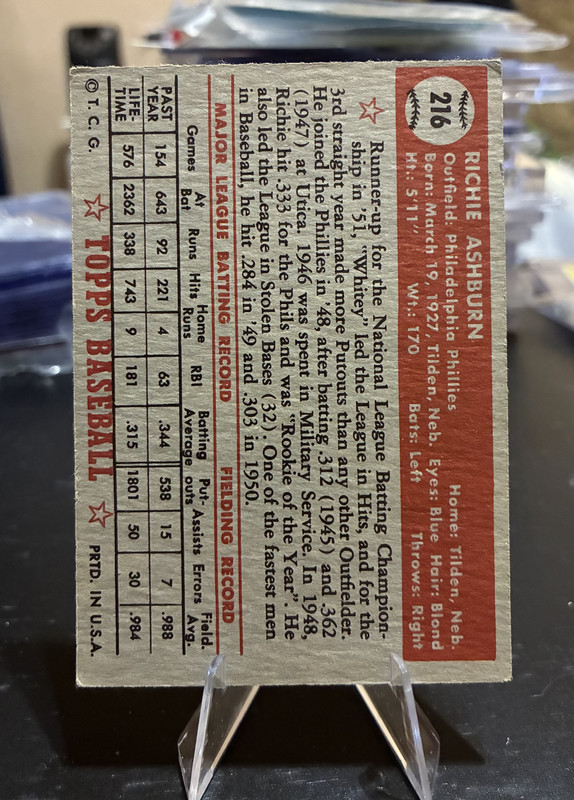 216
RICHIE ASHBURN
Outfield: Philadelphia Phillies Home: Tilden, Neb.
Born: March 19, 1927, Tilden, Neb. Eyes: Blue Hair: Blond
Ht.: 5'11" Wt.: 170 Bats: Left Throws: Right
Runner-up for the National League Batting Champion-
ship in '51, "Whitey" led the League in Hits, and for the
3rd straight year made more Putouts than any other Outfielder.
He joined the Phillies in '48, after batting .312 (1945) and .362
(1947) at Utica. 1946 was spent in Military Service. In 1948,
Richie hit .333 for the Phils and was "Rookie of the Year". He
also led the League in Stolen Bases (32). One of the fastest men
in Baseball, he hit .284 in '49 and .303 in 1950.
MAJOR LEAGUE BATTING RECORD FIELDING RECORD
Games At Bat Runs Hits Home Runs RBI Batting Average Put-outs Assists Errors Field. Avg.
PAST YEAR 154 643 92 221 4 63 .344 538 15 7 .988
LIFE-TIME 576 2362 338 743 9 181 .315 1801 50 30 .984
© T. C. G. TOPPS BASEBALL PRTD. IN U.S.A.